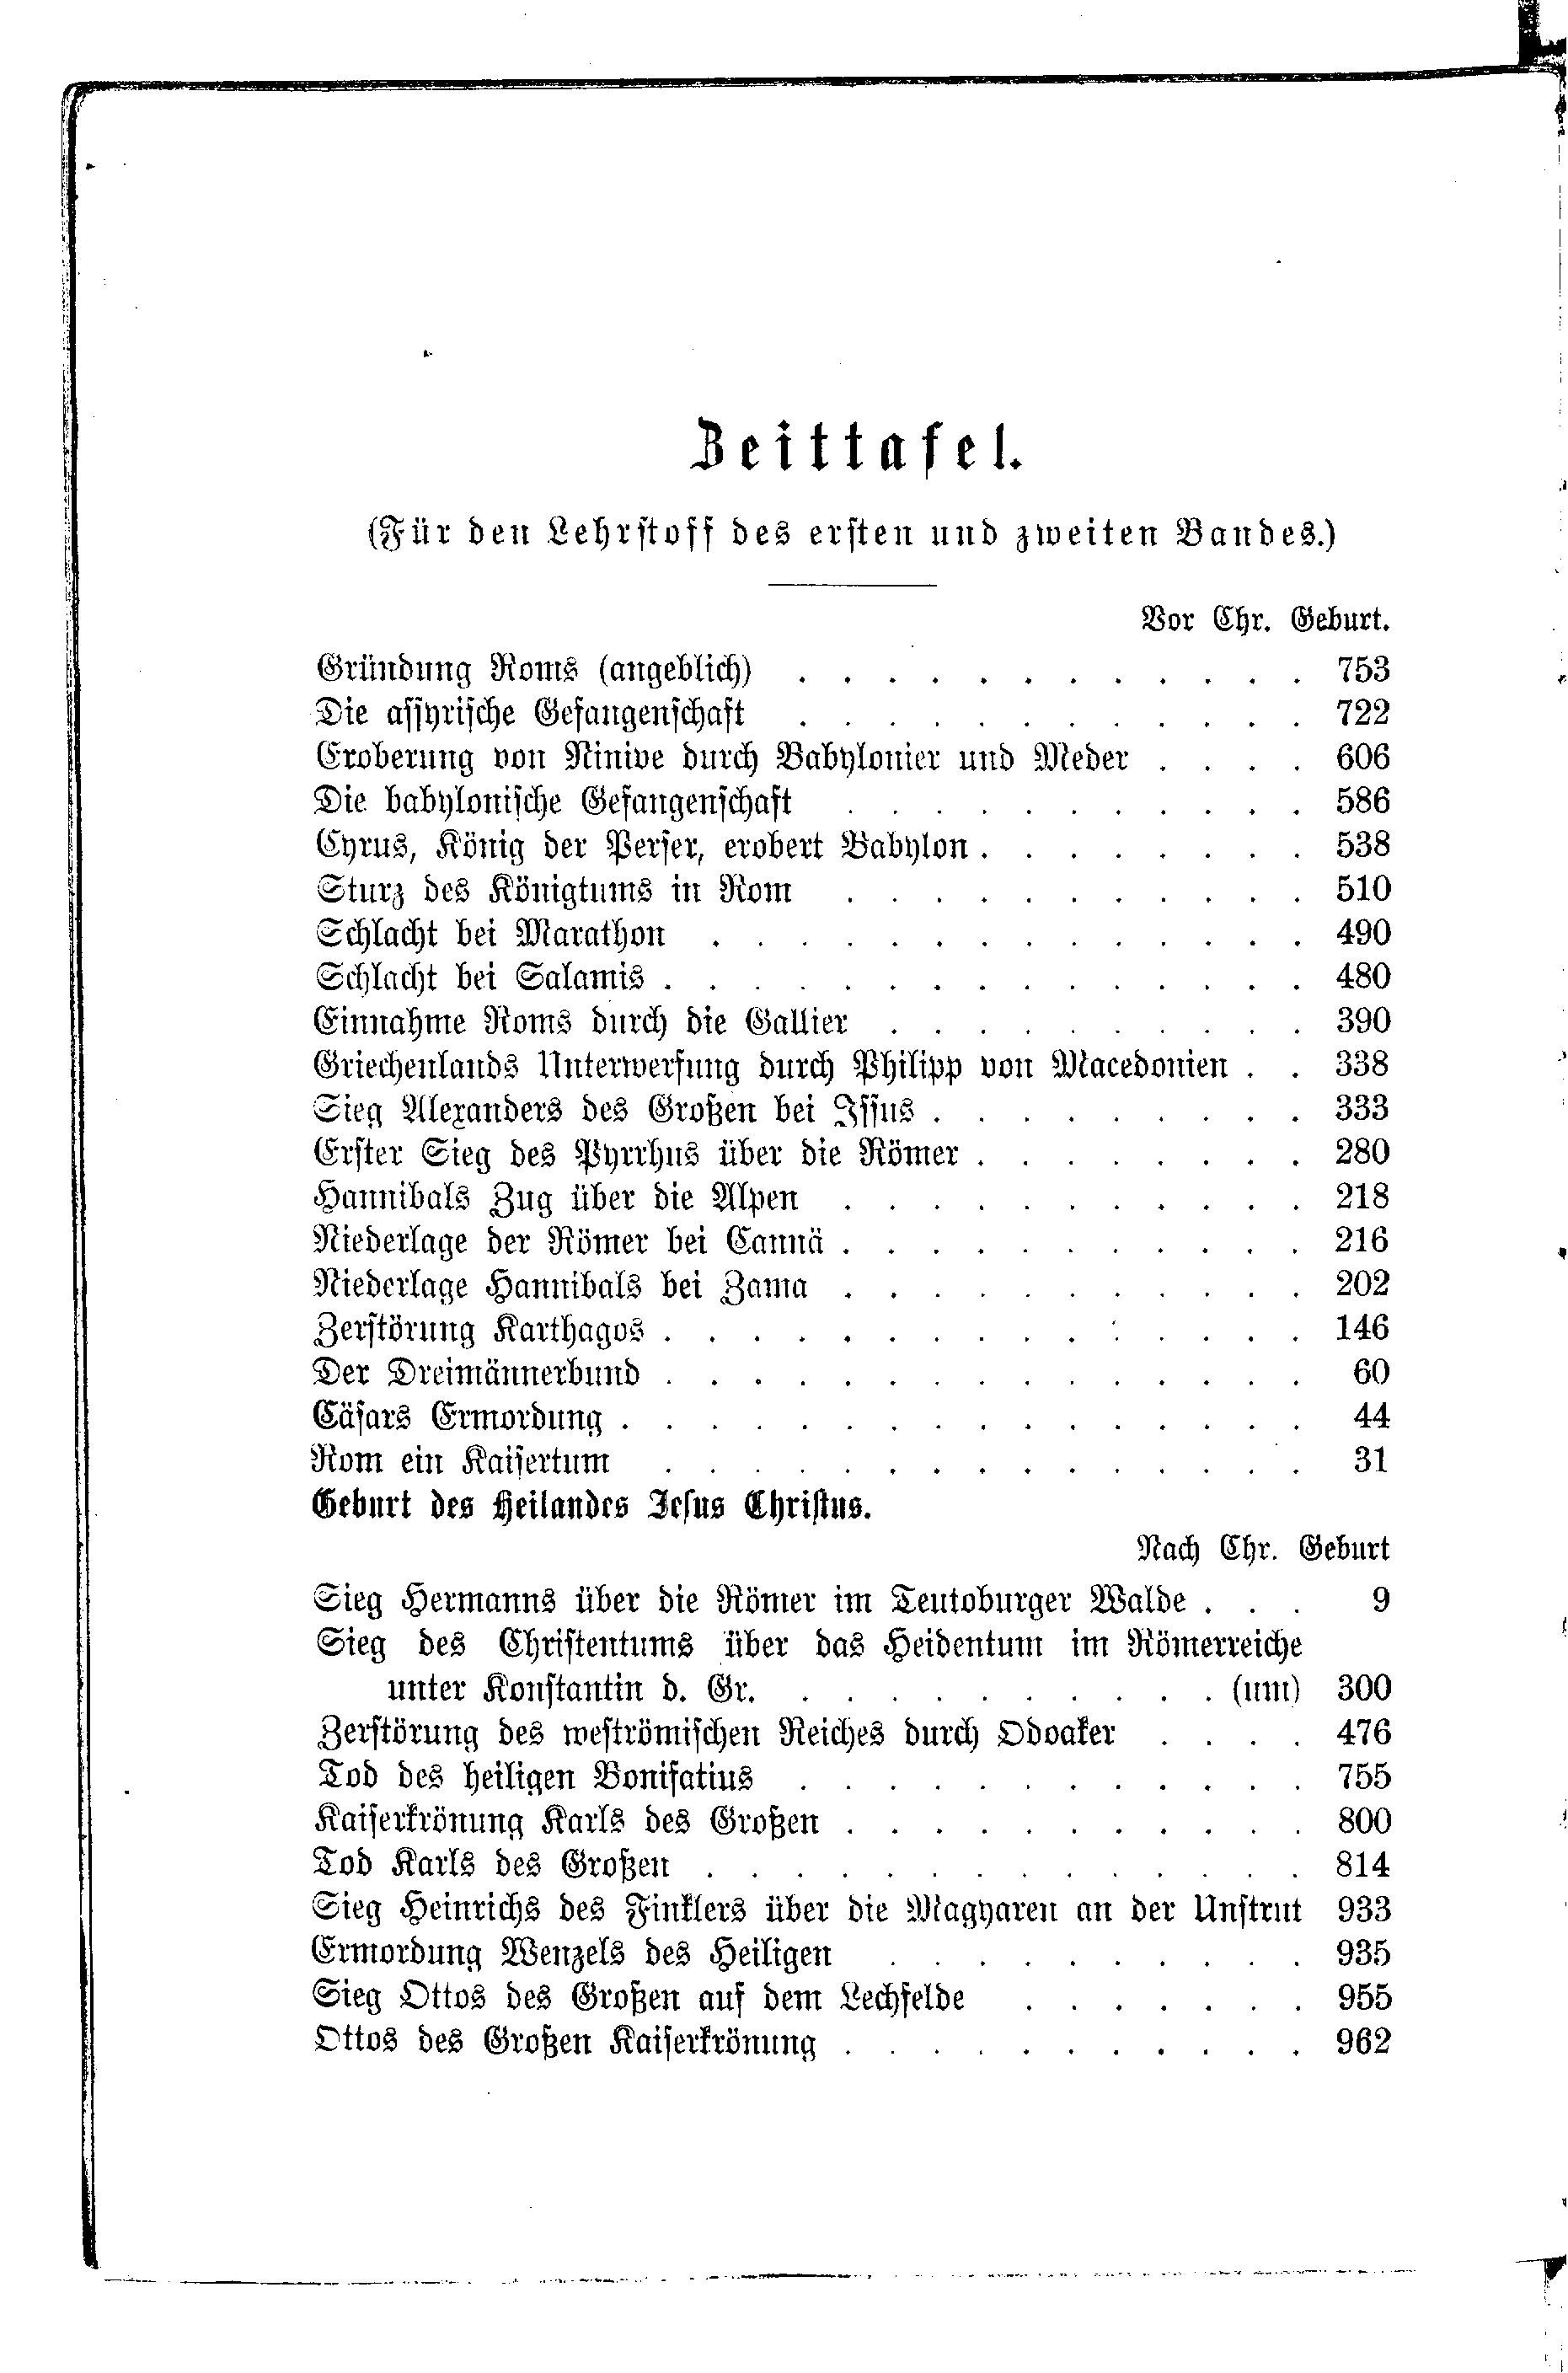 Zeittafel.
(Für den Lehrstoff des ersten und zweiten Bandes.)
Vor Chr. Geburt.
Gründung Roms (angeblich) . . . . . . . . . . . . 753
Die assyrische Gefangenschaft . . . . . . . . . . . . 722
Eroberung von Ninive durch Babylonier und Meder . . . . 606
Die babylonische Gefangenschaft . . . . . . . . . . . 586
Cyrus, König der Perser, erobert Babylon . . . . . . . . 538
Sturz des Königtums in Rom . . . . . . . . . . . 510
Schlacht bei Marathon . . . . . . . . . . . . . . 490
Schlacht bei Salamis . . . . . . . . . . . . . . . 480
Einnahme Roms durch die Gallier . . . . . . . . . . 390
Griechenlands Unterwerfung durch Philipp von Macedonien . . 338
Sieg Alexanders des Großen bei Issus . . . . . . . . . 333
Erster Sieg des Pyrrhus über die Römer . . . . . . . . 280
Hannibals Zug über die Alpen . . . . . . . . . . . 218
Niederlage der Römer bei Cannä . . . . . . . . . . . 216
Niederlage Hannibals bei Zama . . . . . . . . . . . 202
Zerstörung Karthagos . . . . . . . . . . . . . . . 146
Der Dreimännerbund . . . . . . . . . . . . . . . 60
Cäsars Ermordung . . . . . . . . . . . . . . . . 44
Rom ein Kaisertum . . . . . . . . . . . . . . . 31
Geburt des Heilandes Jesus Christus.
Nach Chr. Geburt
Sieg Hermanns über die Römer im Teutoburger Walde . . . 9
Sieg des Christentums über das Heidentum im Römerreiche
unter Konstantin d. Gr. . . . . . . . . . . (um) 300
Zerstörung des weströmischen Reiches durch Odoaker . . . . 476
Tod des heiligen Bonifatius . . . . . . . . . . . . 755
Kaiserkrönung Karls des Großen . . . . . . . . . . . 800
Tod Karls des Großen . . . . . . . . . . . . . . 814
Sieg Heinrichs des Finklers über die Magyaren an der Unstrut 933
Ermordung Wenzels des Heiligen . . . . . . . . . . 935
Sieg Ottos des Großen auf dem Lechfelde . . . . . . . 955
Ottos des Großen Kaiserkrönung . . . . . . . . . . . 962